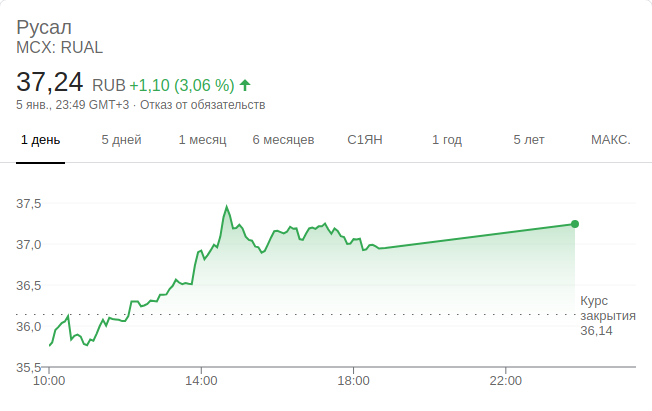 Русал
MCX: RUAL
37,24 RUB +1,10 (3,06 %) ↑
5 янв., 23:49 GMT+3 · Отказ от обязательств
1 день 5 дней 1 месяц 6 месяцев С1ЯН 1 год 5 лет МАКС.
37,5
37,0
36,5
Курс
закрытия
36,14
36,0
35,5
10:00 14:00 18:00 22:00